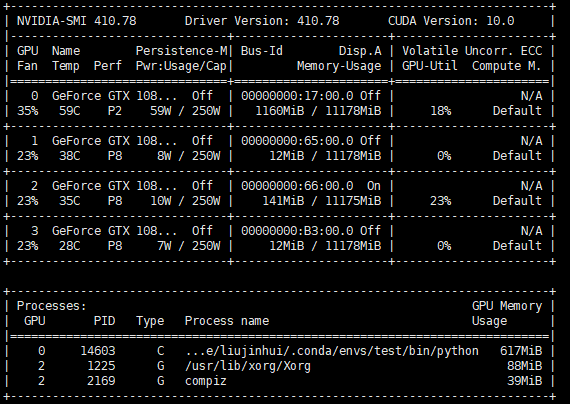 NVIDIA-SMI 410.78 Driver Version: 410.78 CUDA Version: 10.0
GPU Name Persistence-M| Bus-Id Disp.A | Volatile Uncorr. ECC
Fan Temp Perf Pwr:Usage/Cap| Memory-Usage | GPU-Util Compute M.
0 GeForce GTX 108... Off | 00000000:17:00.0 Off | N/A
35% 59C P2 59W / 250W | 1160MiB / 11178MiB | 18% Default
1 GeForce GTX 108... Off | 00000000:65:00.0 Off | N/A
23% 38C P8 8W / 250W | 12MiB / 11178MiB | 0% Default
2 GeForce GTX 108... Off | 00000000:66:00.0 On | N/A
23% 35C P8 10W / 250W | 141MiB / 11175MiB | 23% Default
3 GeForce GTX 108... Off | 00000000:B3:00.0 Off | N/A
23% 28C P8 7W / 250W | 12MiB / 11178MiB | 0% Default
Processes: GPU Memory
GPU PID Type Process name Usage
0 14603 C ...e/liujinhui/.conda/envs/test/bin/python 617MiB
2 1225 G /usr/lib/xorg/Xorg 88MiB
2 2169 G compiz 39MiB